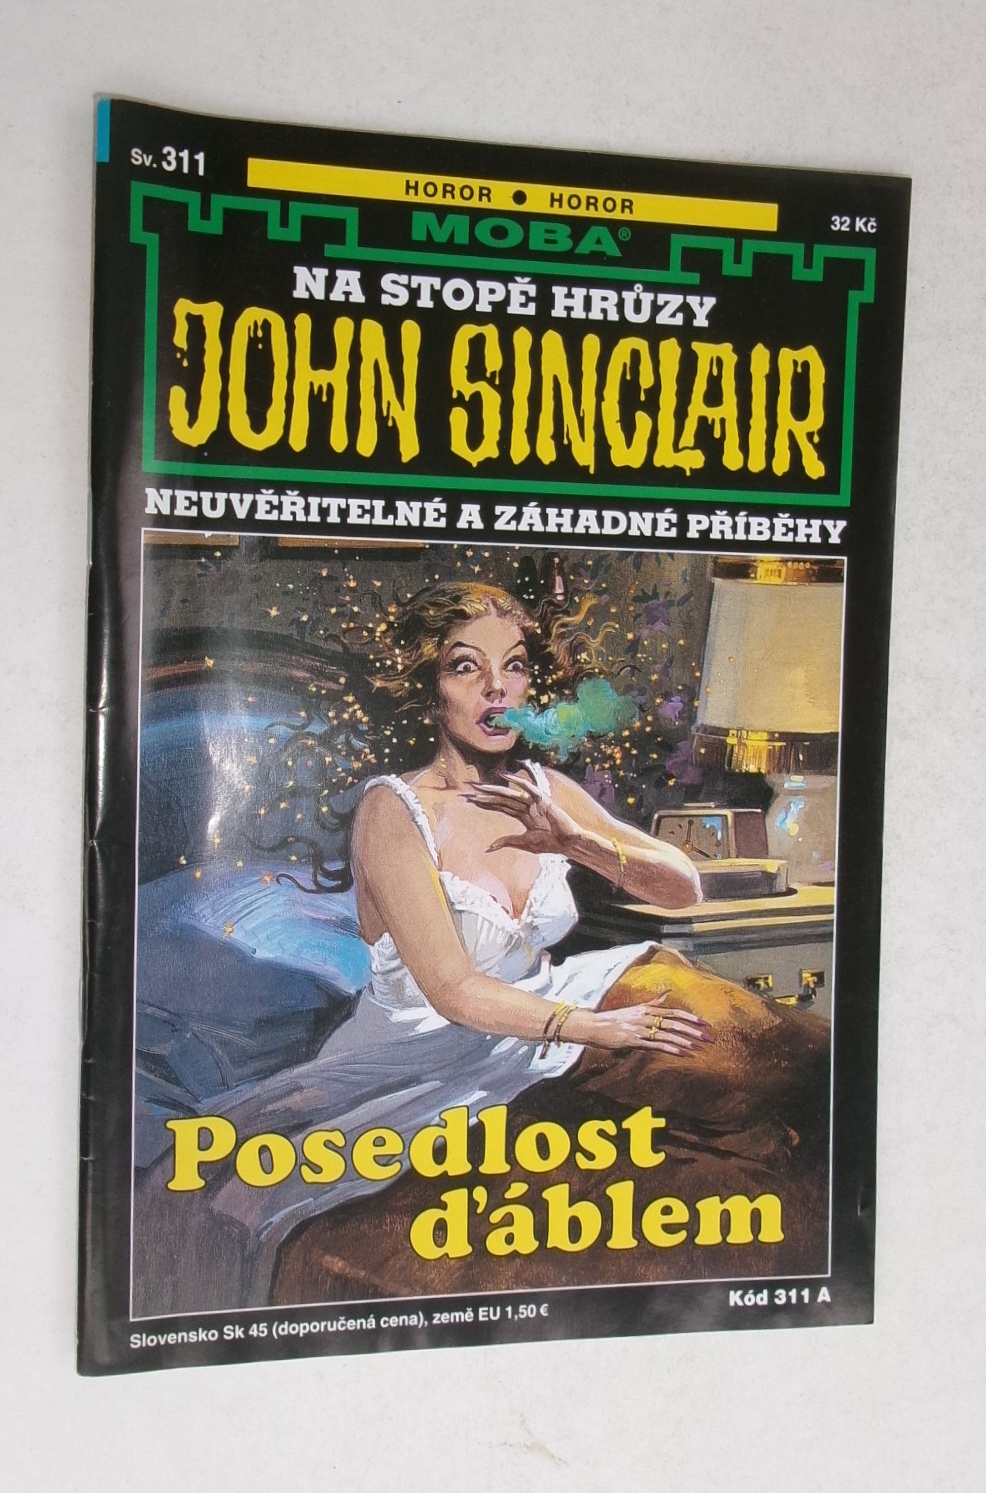 Sv. 311
HOROR ● HOROR
32 Kč
MOBA®
NA STOPĚ HRŮZY
JOHN SINCLAIR
NEUVĚŘITELNÉ A ZÁHADNÉ PŘÍBĚHY
Posedlost
ďáblem
Kód 311 A
Slovensko Sk 45 (doporučená cena), země EU 1,50 €